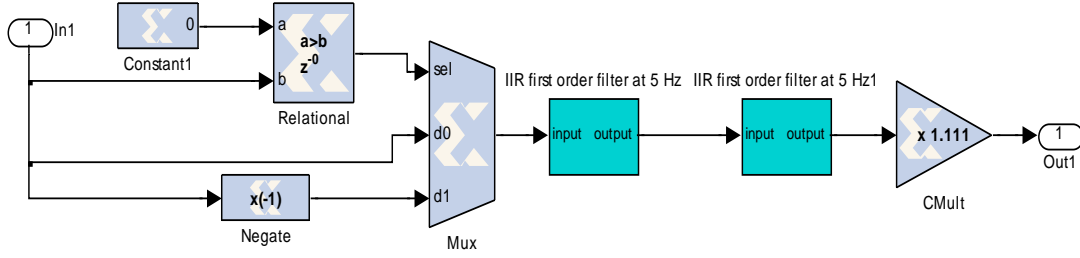 1
In1
0
Constant1
a
a>b
z-0
b
Relational
sel
d0
d1
Mux
x(-1)
Negate
IIR first order filter at 5 Hz
input output
IIR first order filter at 5 Hz1
input output
x 1.111
CMult
1
Out1